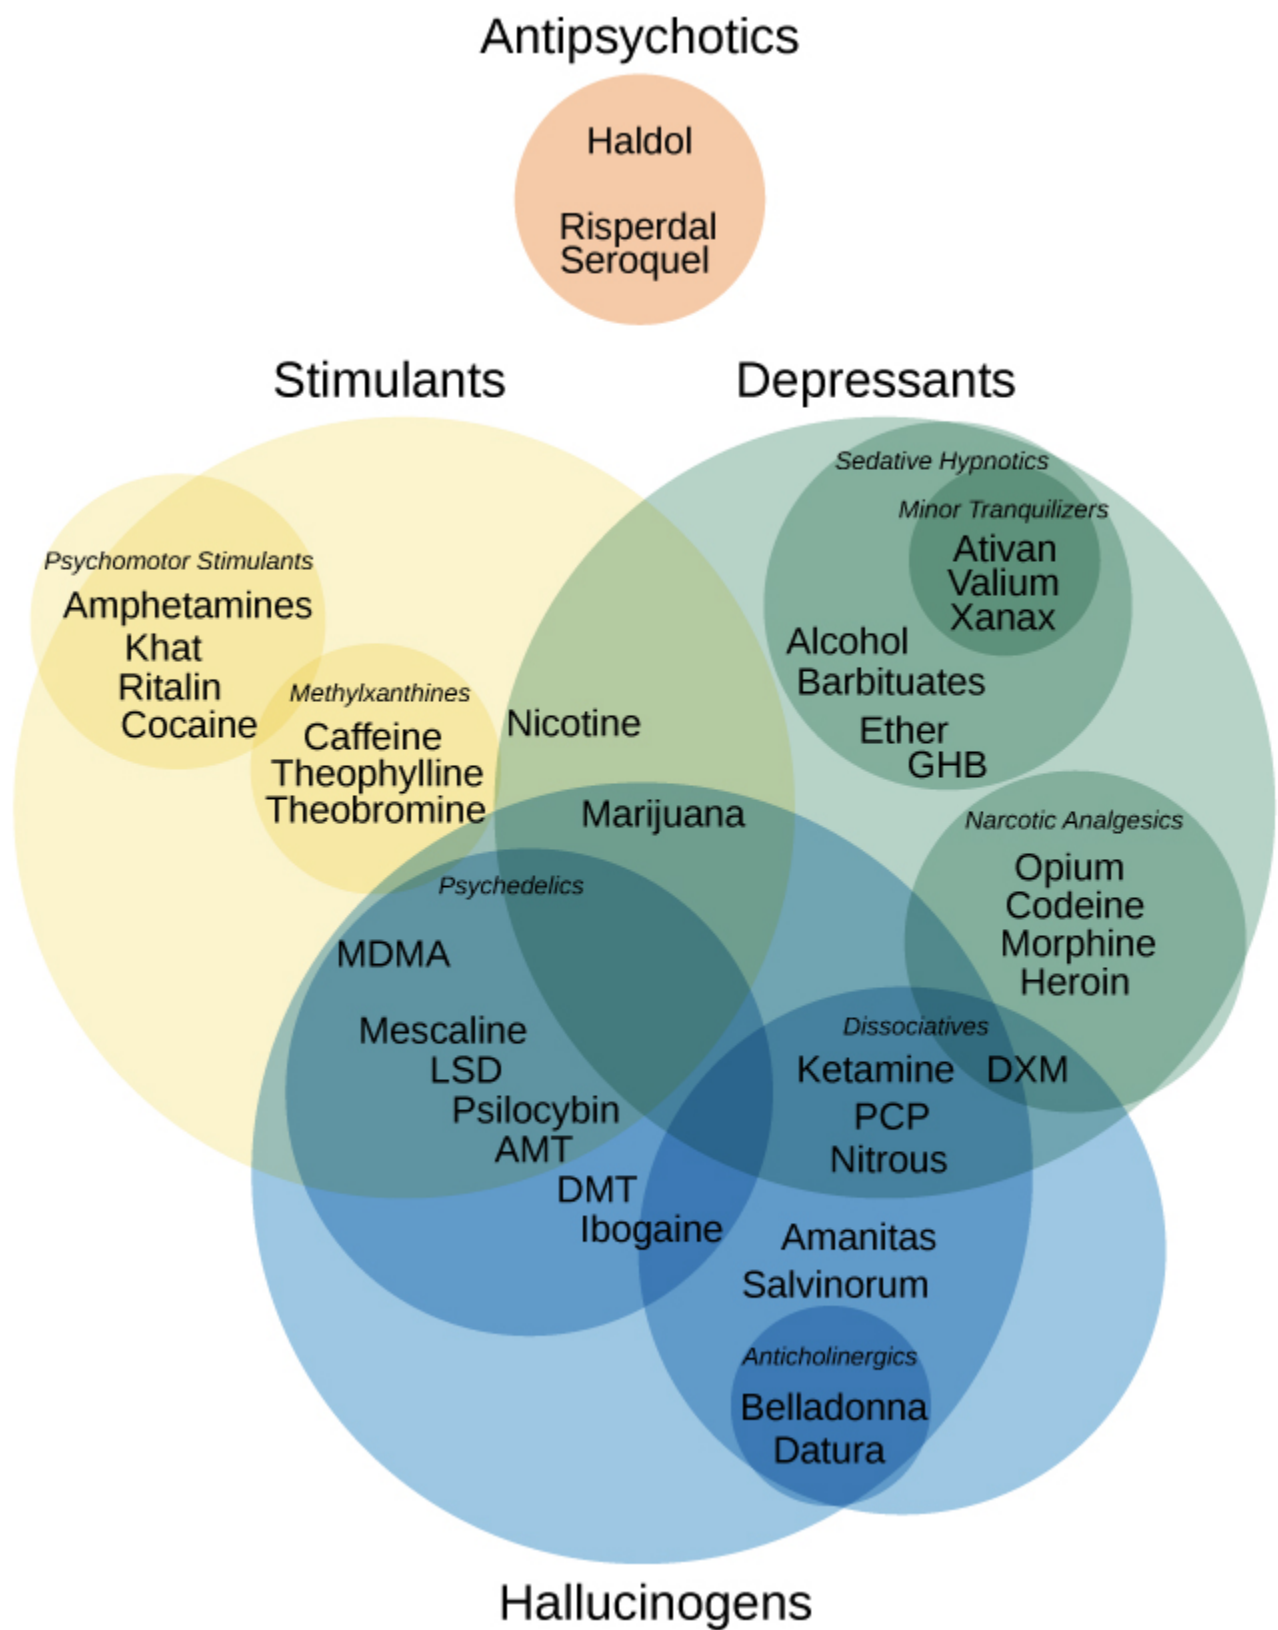 Antipsychotics
Haldol
Risperdal
Seroquel
Stimulants
Depressants
Psychomotor Stimulants
Amphetamines
Khat
Ritalin
Cocaine
Methylxanthines
Caffeine
Theophylline
Theobromine
Nicotine
Marijuana
Sedative Hypnotics
Minor Tranquilizers
Ativan
Valium
Xanax
Alcohol
Barbituates
Ether
GHB
Narcotic Analgesics
Opium
Codeine
Morphine
Heroin
Psychedelics
MDMA
Mescaline
LSD
Psilocybin
AMT
DMT
Ibogaine
Dissociatives
Ketamine
DXM
PCP
Nitrous
Amanitas
Salvinorum
Anticholinergics
Belladonna
Datura
Hallucinogens